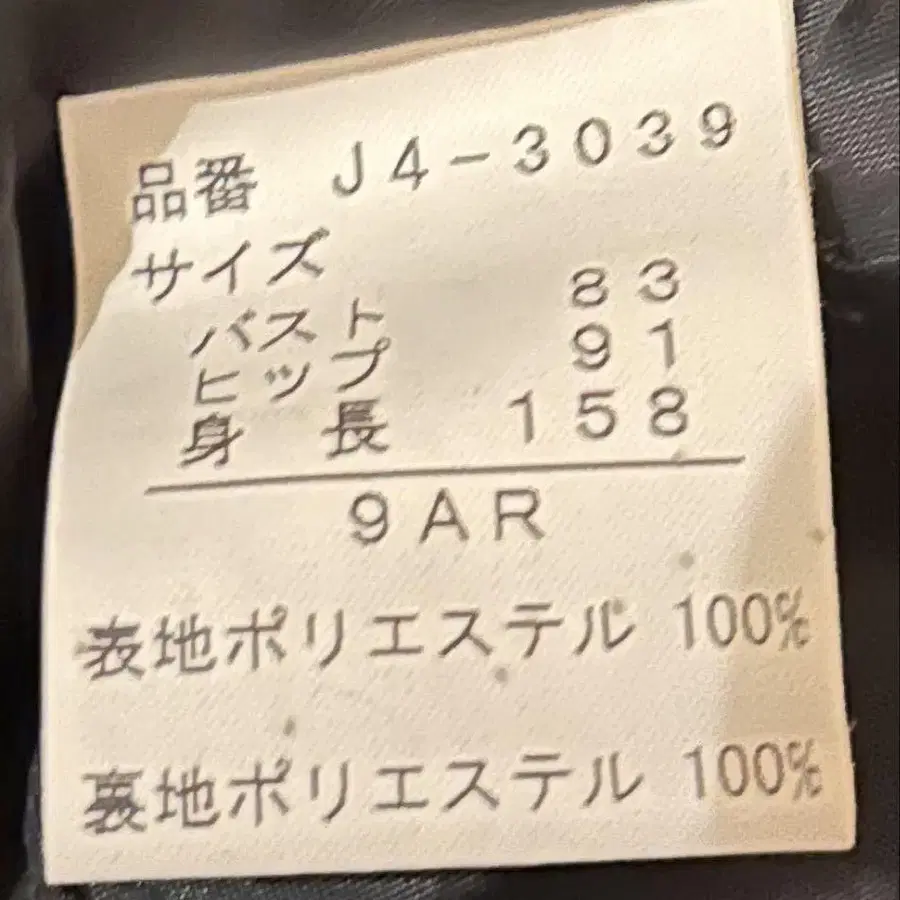 品番 J4-3039
サイズ
バスト 83
ヒップ 91
身長 158
9AR
表地ポリエステル 100%
裏地ポリエステル 100%